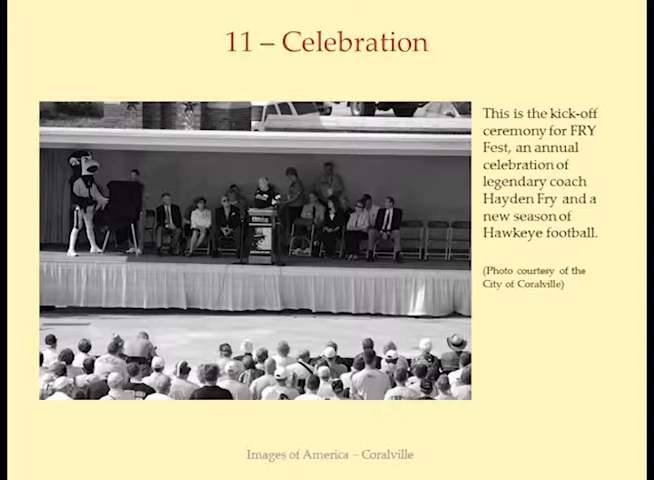 11 – Celebration
This is the kick-off
ceremony for FRY
Fest, an annual
celebration of
legendary coach
Hayden Fry and a
new season of
Hawkeye football.
(Photo courtesy of the
City of Coralville)
Images of America – Coralville